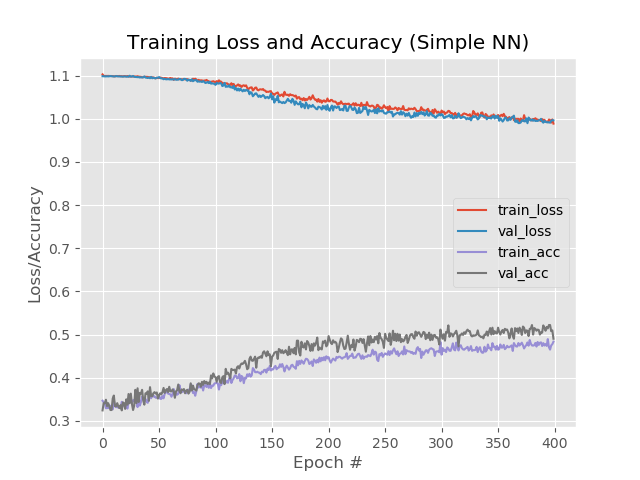 Training Loss and Accuracy (Simple NN)
1.1
1.0
0.9
0.8
0.7
0.6
0.5
0.4
0.3
Loss/Accuracy
train_loss
val_loss
train_acc
val_acc
0 50 100 150 200 250 300 350 400
Epoch #